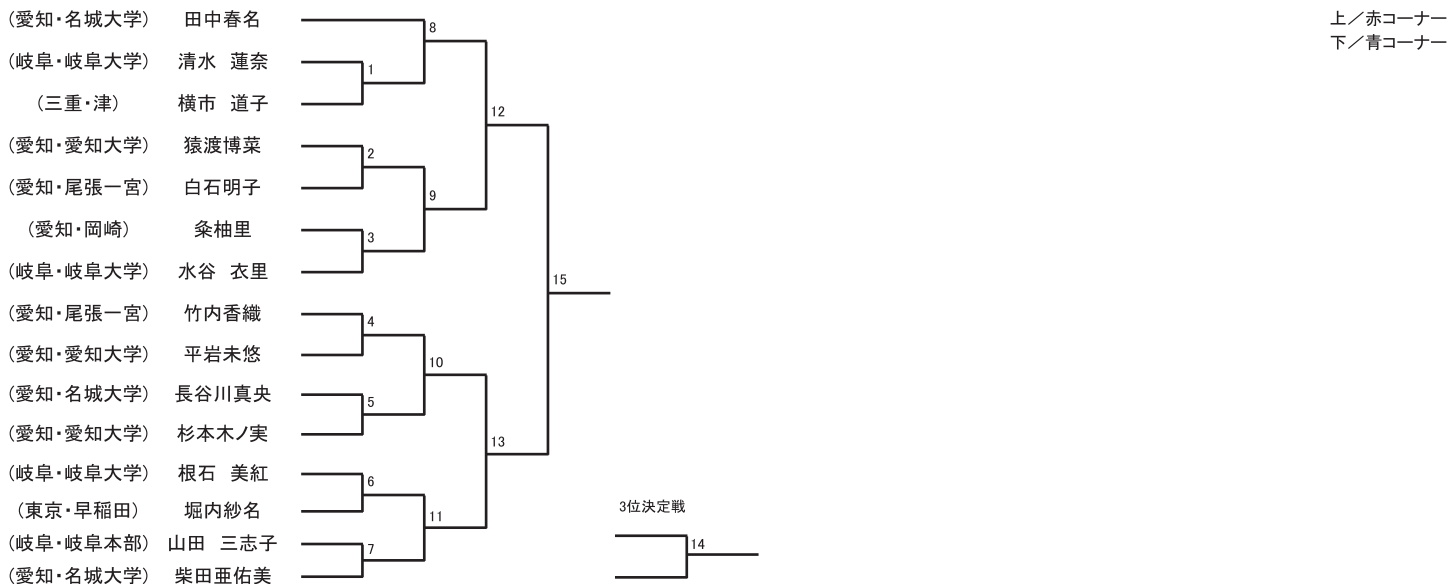 (愛知・名城大学) 田中春名
(岐阜・岐阜大学) 清水 蓮奈
(三重・津) 横市 道子
(愛知・愛知大学) 猿渡博菜
(愛知・尾張一宮) 白石明子
(愛知・岡崎) 粂柚里
(岐阜・岐阜大学) 水谷 衣里
(愛知・尾張一宮) 竹内香織
(愛知・愛知大学) 平岩未悠
(愛知・名城大学) 長谷川真央
(愛知・愛知大学) 杉本木ノ実
(岐阜・岐阜大学) 根石 美紅
(東京・早稲田) 堀内紗名
(岐阜・岐阜本部) 山田 三志子
(愛知・名城大学) 柴田亜佑美
1
2
3
4
5
6
7
8
9
10
11
12
13
15
3位決定戦
14
上/赤コーナー
下/青コーナー